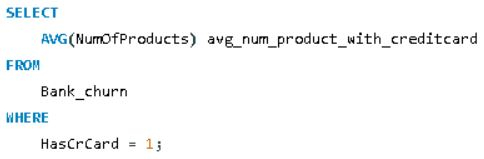 SELECT
AVG(NumOfProducts) avg_num_product_with_creditcard
FROM
Bank_churn
WHERE
HasCrCard = 1;